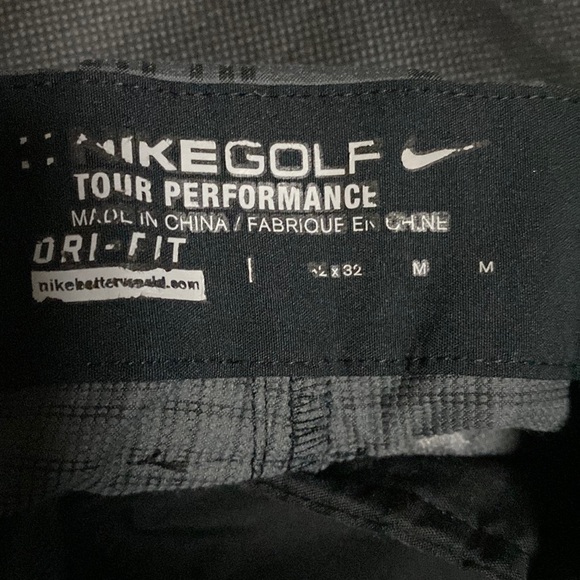 NIKEGOLF
TOUR PERFORMANCE
MADE IN CHINA / FABRIQUE EN CHINE
DRI-FIT
nikebetterworld.com
x 32 M M